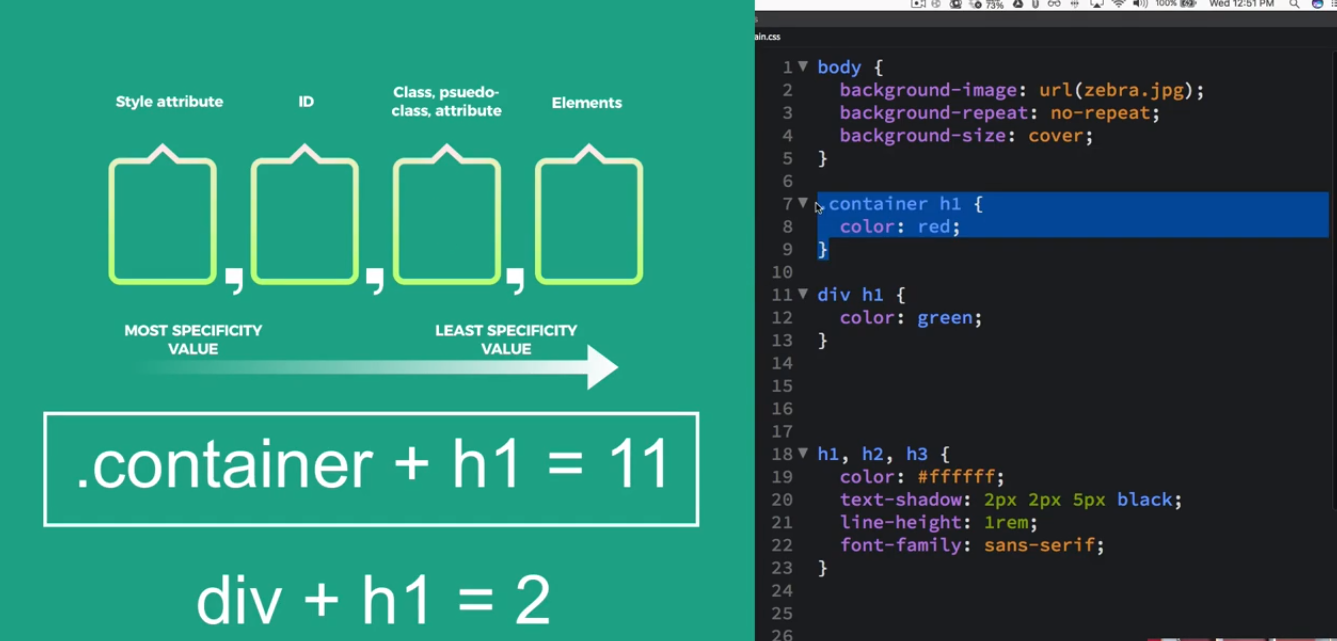 Style attribute
ID
Class, psuedo-
class, attribute
Elements
, , ,
MOST SPECIFICITY
VALUE
LEAST SPECIFICITY
VALUE
.container + h1 = 11
div + h1 = 2
73% 100% Wed 12:51 PM
ain.css
1 body {
2 background-image: url(zebra.jpg);
3 background-repeat: no-repeat;
4 background-size: cover;
5 }
6
7 .container h1 {
8 color: red;
9 }
10
11 div h1 {
12 color: green;
13 }
14
15
16
17
18 h1, h2, h3 {
19 color: #ffffff;
20 text-shadow: 2px 2px 5px black;
21 line-height: 1rem;
22 font-family: sans-serif;
23 }
24
25
26